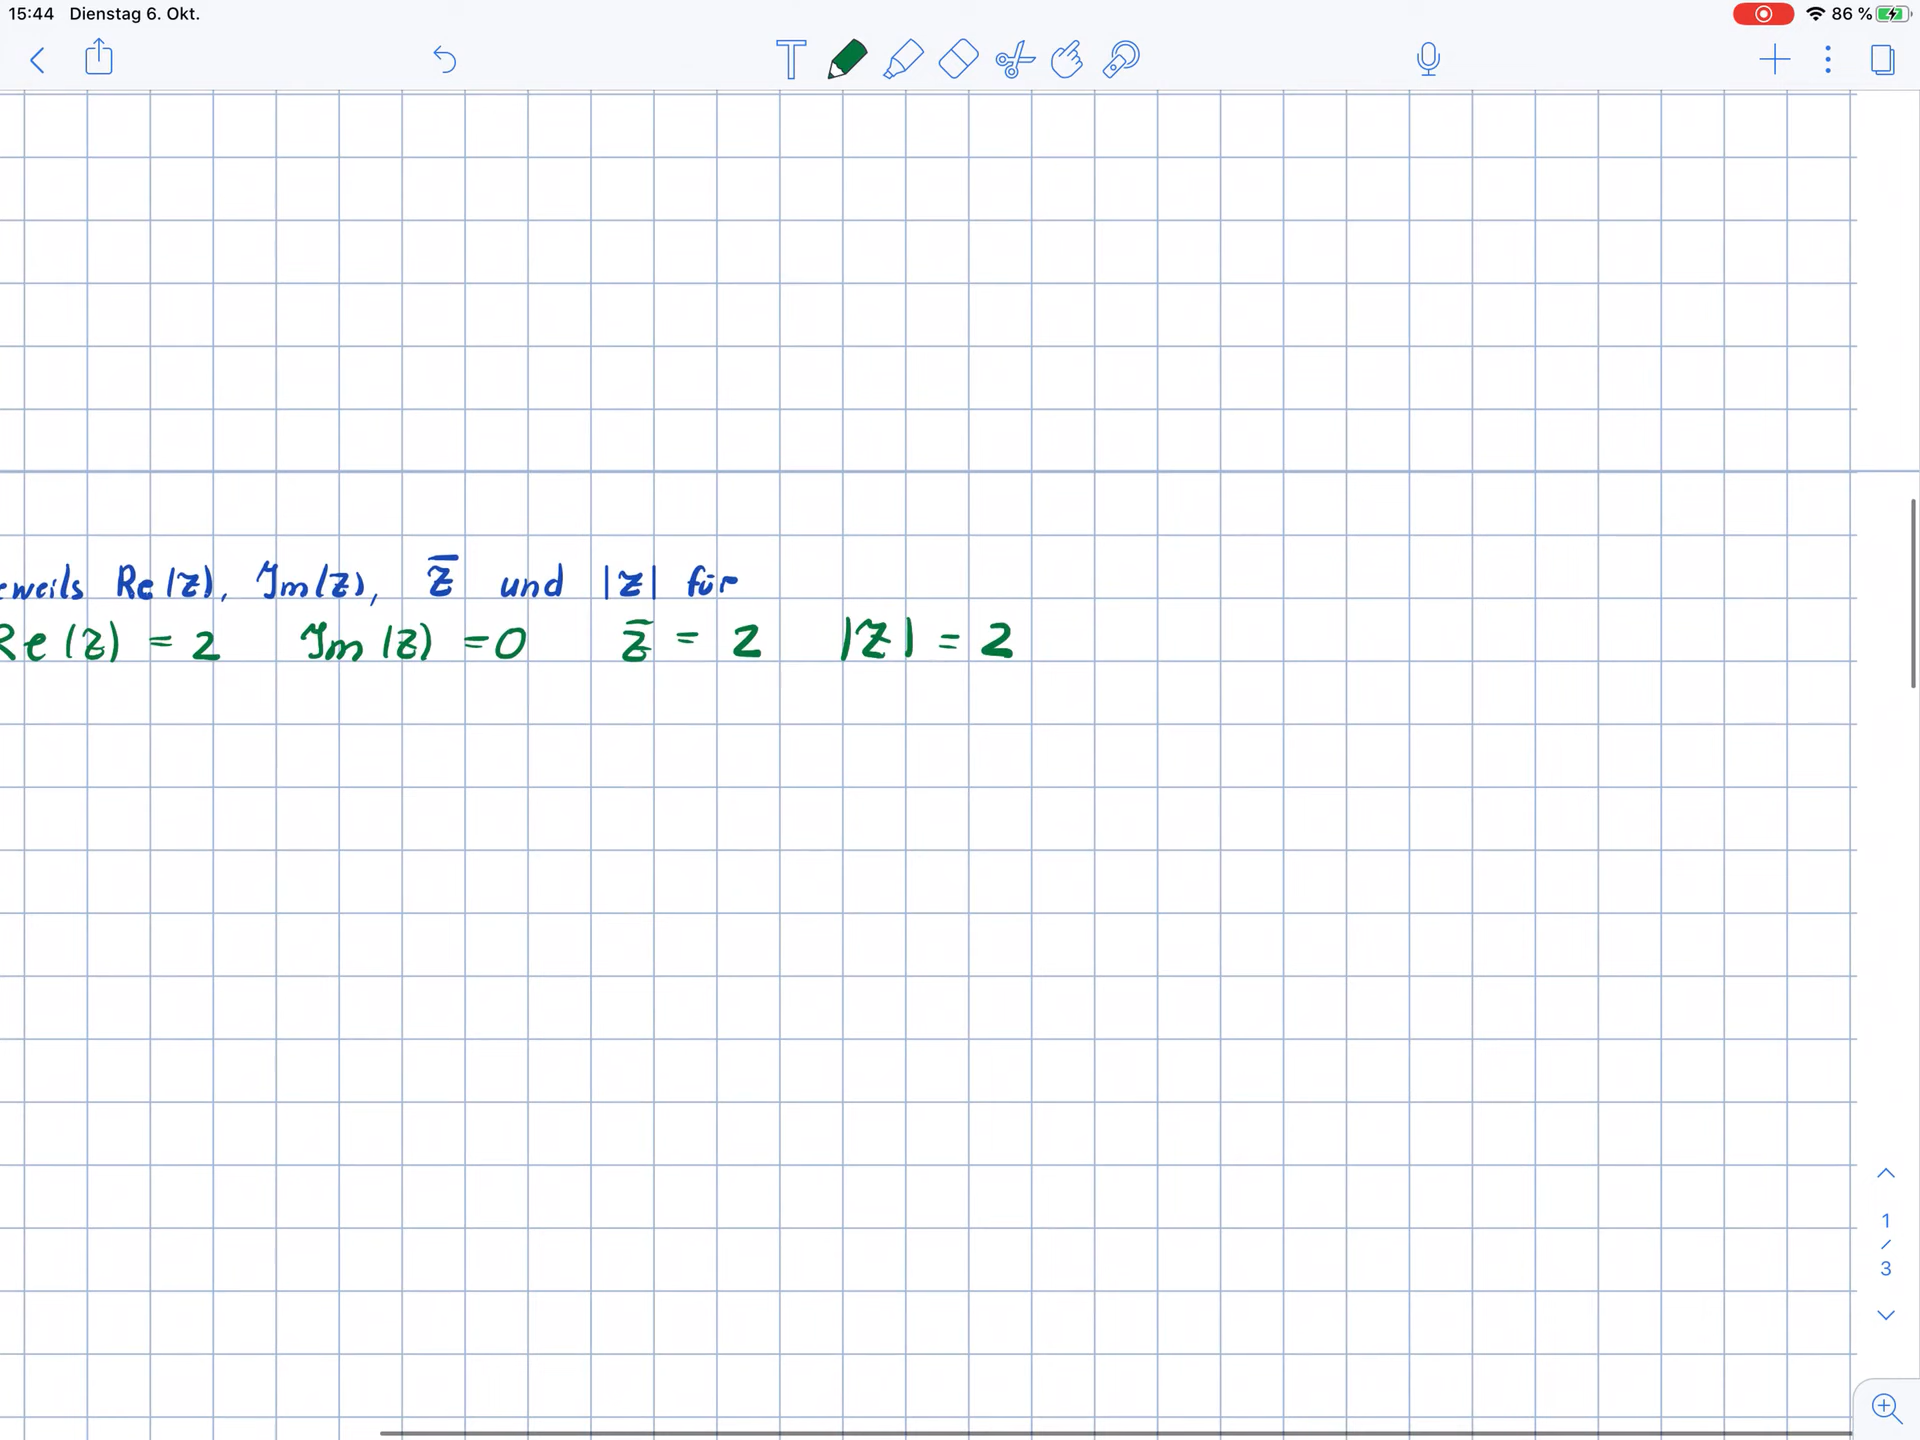 15:44 Dienstag 6. Okt. 86 %
eweils Re(z), Im(z), z̅ und |z| für
Re(z) = 2 Im(z) = 0 z̅ = 2 |z| = 2
1
/
3